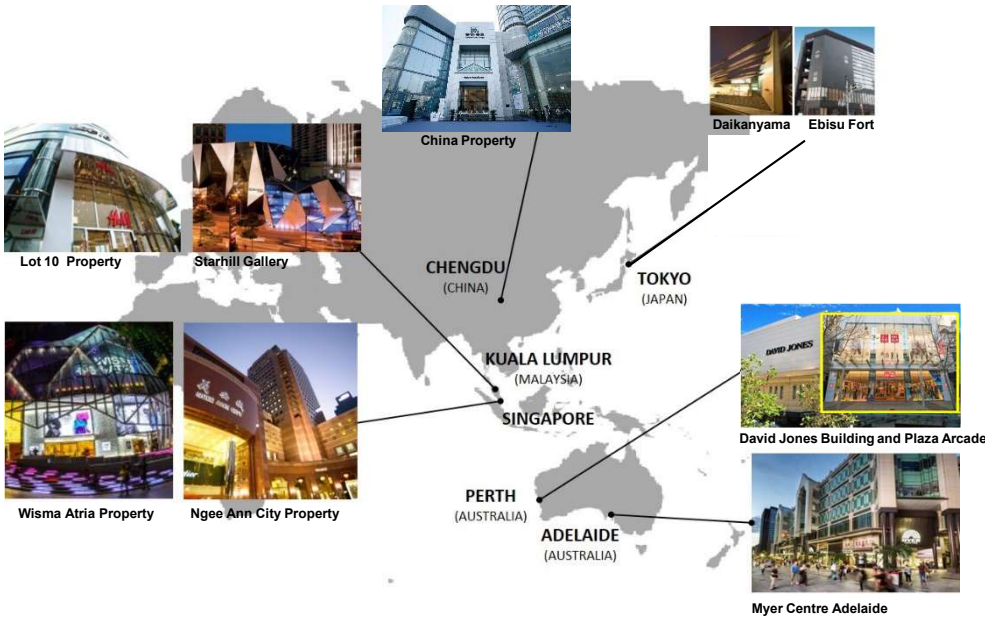 Daikanyama
Ebisu Fort
China Property
H&M
Lot 10 Property
Starhill Gallery
CHENGDU
(CHINA)
TOKYO
(JAPAN)
KUALA LUMPUR
(MALAYSIA)
SINGAPORE
DAVID JONES
David Jones Building and Plaza Arcade
Wisma Atria Property
Ngee Ann City Property
PERTH
(AUSTRALIA)
ADELAIDE
(AUSTRALIA)
Myer Centre Adelaide